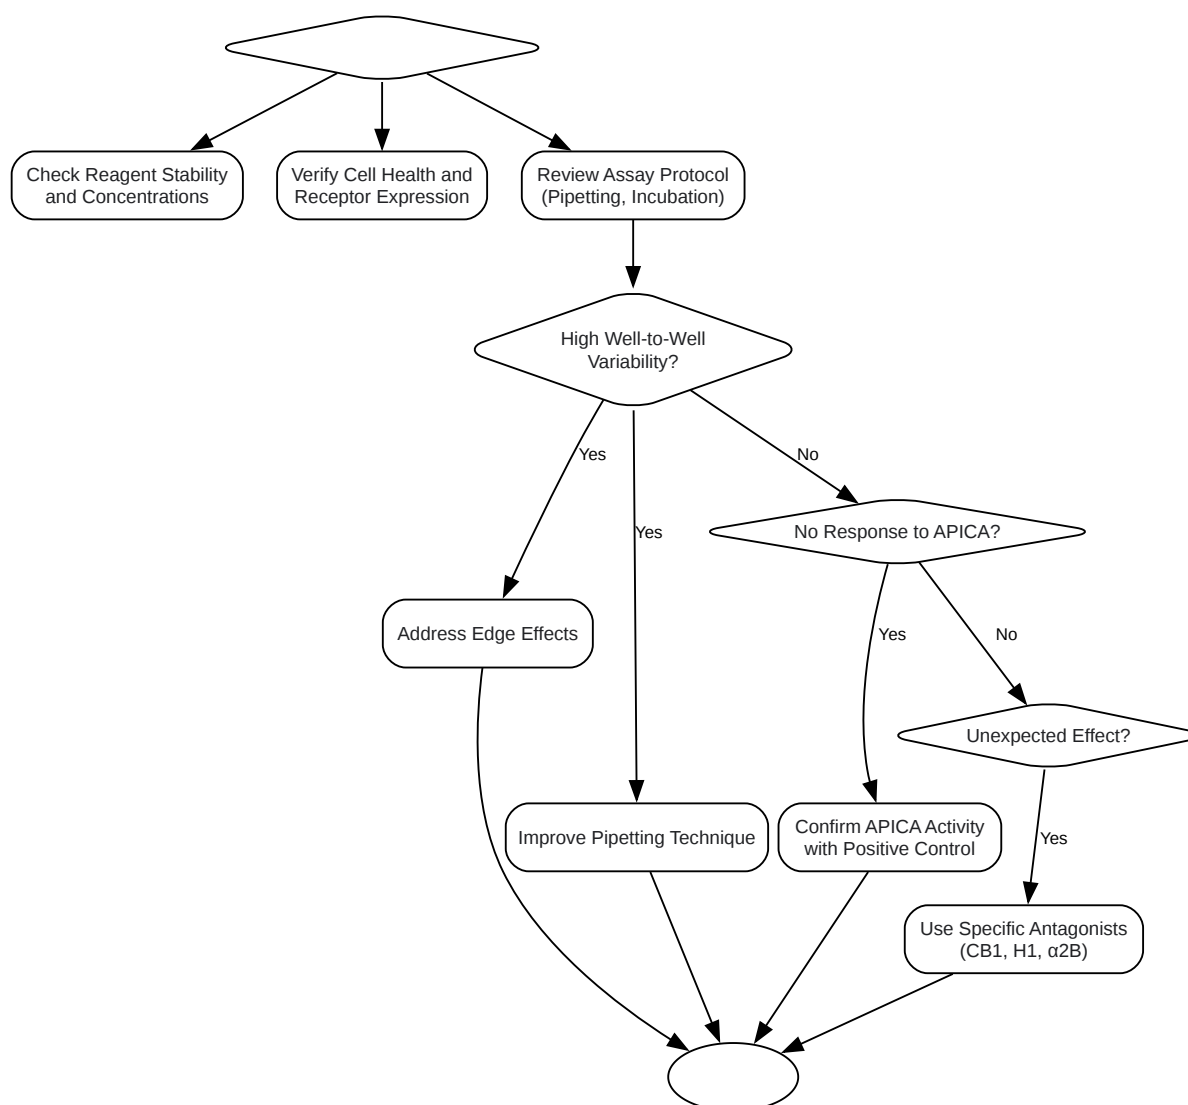 Check Reagent Stability
and Concentrations
Verify Cell Health and
Receptor Expression
Review Assay Protocol
(Pipetting, Incubation)
High Well-to-Well
Variability?
Yes
No
Yes
No Response to APICA?
Address Edge Effects
Yes
No
Unexpected Effect?
Improve Pipetting Technique
Confirm APICA Activity
with Positive Control
Yes
Use Specific Antagonists
(CB1, H1, α2B)